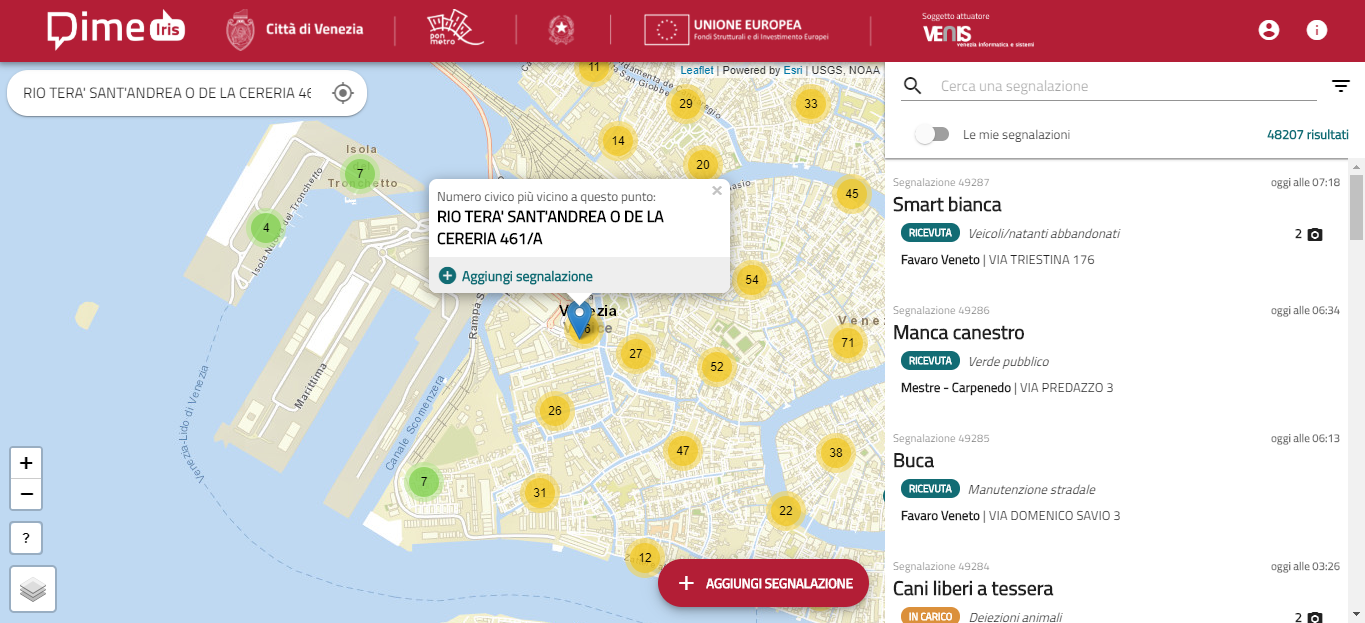 Dime Iris
Città di Venezia
pon metro
UNIONE EUROPEA
Fondi Strutturali e di Investimento Europei
Soggetto attuatore
VENIS
venezia informatica e sistemi
RIO TERA' SANT'ANDREA O DE LA CERERIA 46
Leaflet | Powered by Esri | USGS, NOAA
11
29
33
14
20
45
Isola
del
Tronchetto
7
4
Isola Nuova del Tronchetto
Numero civico più vicino a questo punto:
RIO TERA' SANT'ANDREA O DE LA
CERERIA 461/A
×
Aggiungi segnalazione
54
Venezia
Venice
27
52
71
Marittima
Venezia-Lido di Venezia
Venezia
Canale Scomenzera
26
47
38
7
31
22
12
+
−
?
AGGIUNGI SEGNALAZIONE
Cerca una segnalazione
Le mie segnalazioni
48207 risultati
Segnalazione 49287
oggi alle 07:18
Smart bianca
RICEVUTA Veicoli/natanti abbandonati
2
Favaro Veneto | VIA TRIESTINA 176
Segnalazione 49286
oggi alle 06:34
Manca canestro
RICEVUTA Verde pubblico
Mestre - Carpenedo | VIA PREDAZZO 3
Segnalazione 49285
oggi alle 06:13
Buca
RICEVUTA Manutenzione stradale
Favaro Veneto | VIA DOMENICO SAVIO 3
Segnalazione 49284
oggi alle 03:26
Cani liberi a tessera
IN CARICO Deiezioni animali
2